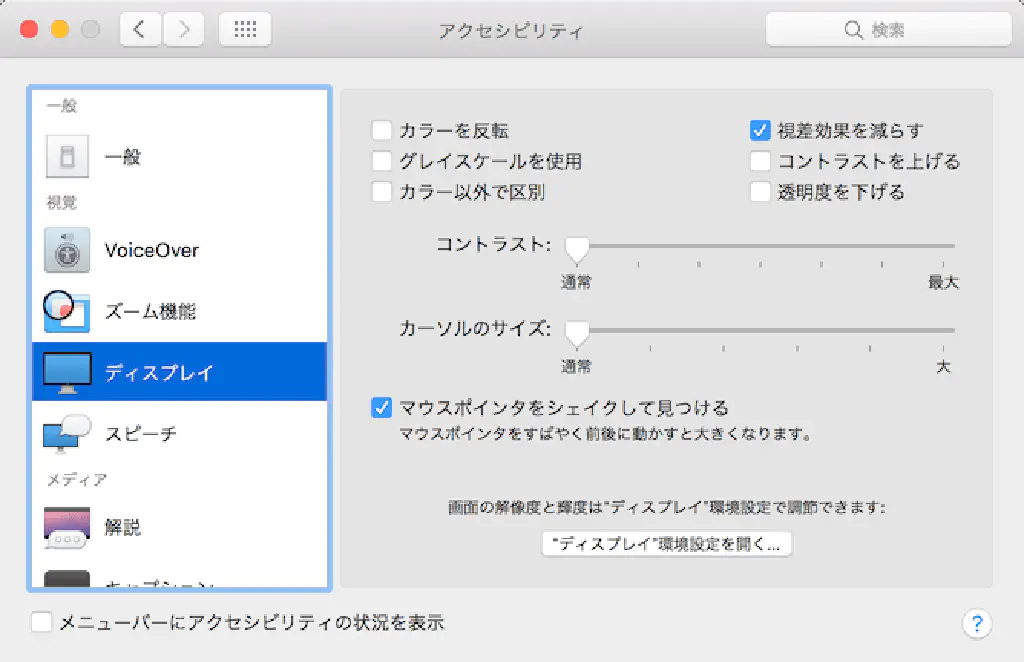 アクセシビリティ
検索
一般
一般
視覚
VoiceOver
ズーム機能
ディスプレイ
スピーチ
メディア
解説
キャプション
カラーを反転
グレイスケールを使用
カラー以外で区別
視差効果を減らす
コントラストを上げる
透明度を下げる
コントラスト:
通常
最大
カーソルのサイズ:
通常
大
マウスポインタをシェイクして見つける
マウスポインタをすばやく前後に動かすと大きくなります。
画面の解像度と輝度は"ディスプレイ"環境設定で調節できます:
"ディスプレイ"環境設定を開く...
メニューバーにアクセシビリティの状況を表示
?